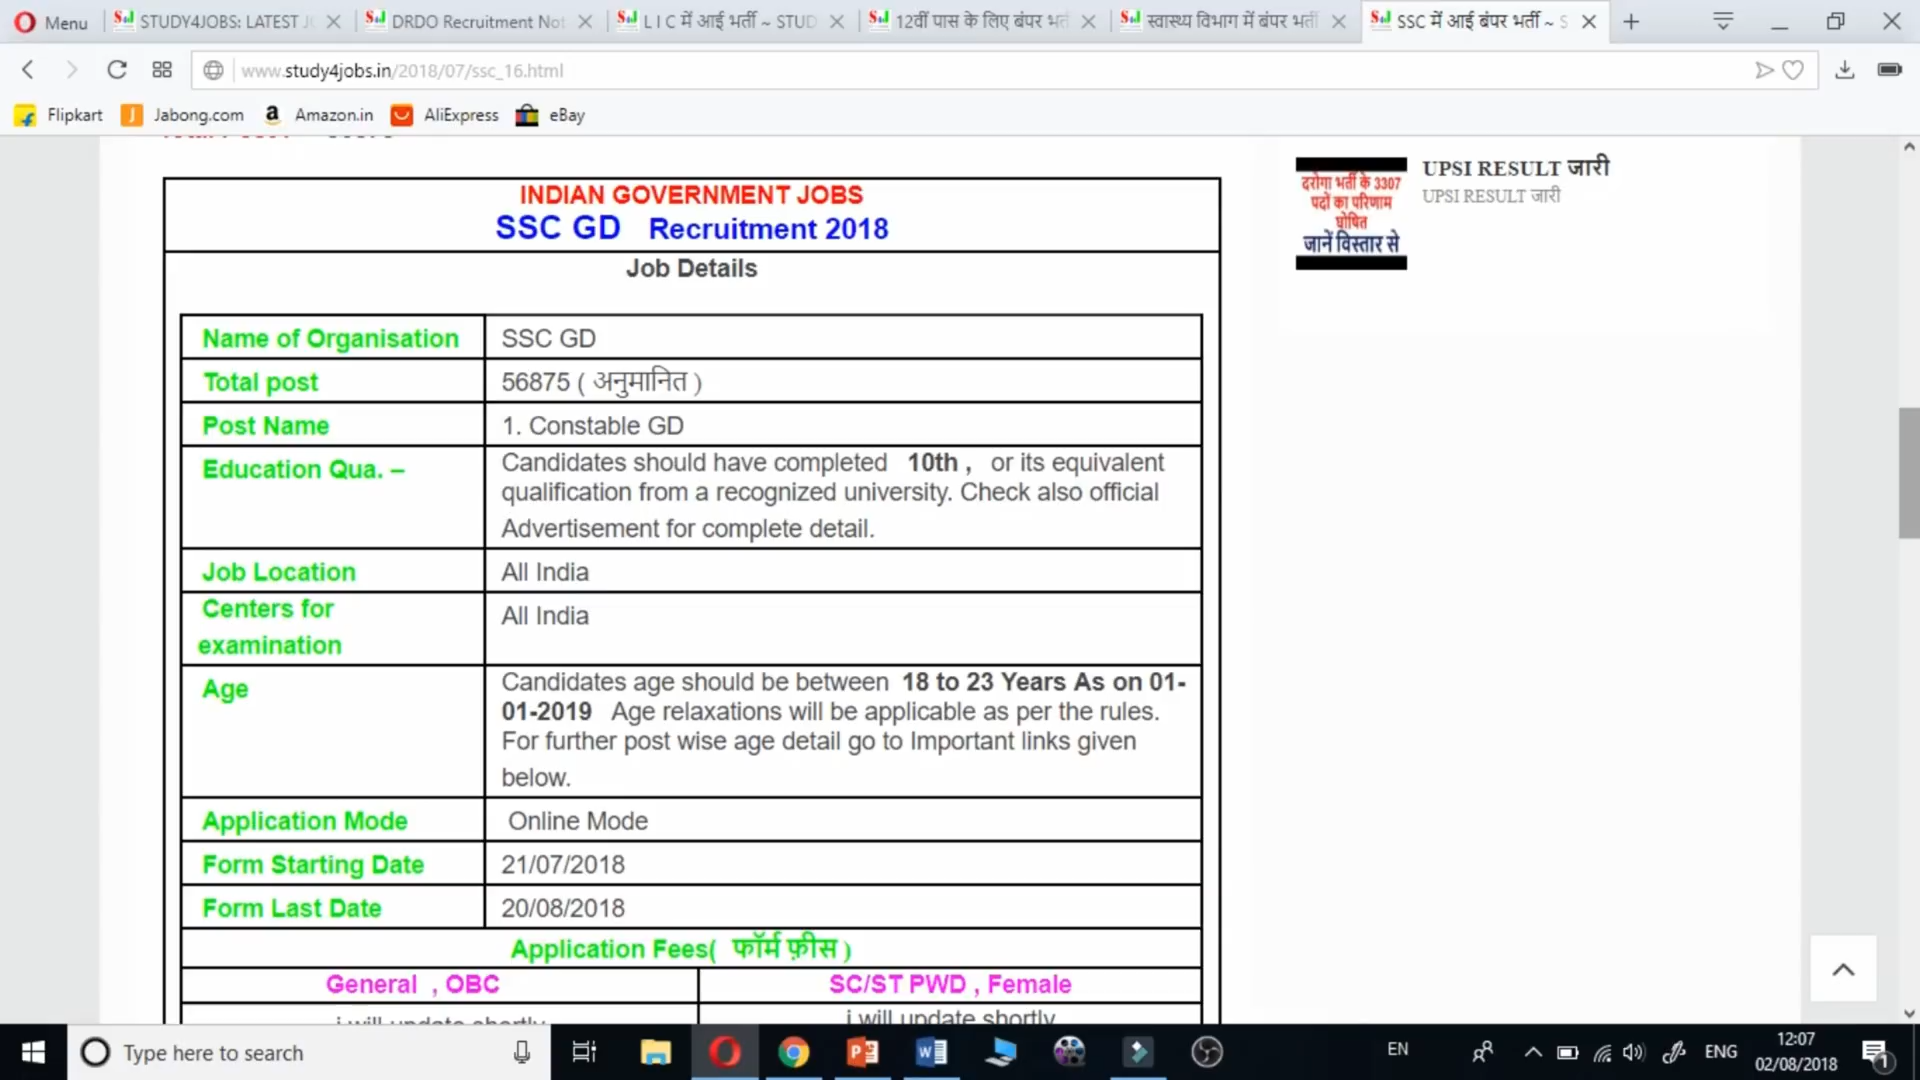 Menu
STUDY4JOBS: LATEST J
DRDO Recruitment Not
L I C में आई भर्ती ~ STUD
12वीं पास के लिए बंपर भर्त
स्वास्थ्य विभाग में बंपर भर्ती
SSC में आई बंपर भर्ती ~ S
www.study4jobs.in/2018/07/ssc_16.html
Flipkart
Jabong.com
Amazon.in
AliExpress
eBay
INDIAN GOVERNMENT JOBS
SSC GD Recruitment 2018
Job Details
Name of Organisation SSC GD
Total post 56875 ( अनुमानित )
Post Name 1. Constable GD
Education Qua. – Candidates should have completed 10th , or its equivalent
qualification from a recognized university. Check also official
Advertisement for complete detail.
Job Location All India
Centers for All India
examination
Age Candidates age should be between 18 to 23 Years As on 01-
01-2019 Age relaxations will be applicable as per the rules.
For further post wise age detail go to Important links given
below.
Application Mode Online Mode
Form Starting Date 21/07/2018
Form Last Date 20/08/2018
Application Fees( फॉर्म फ़ीस )
General , OBC SC/ST PWD , Female
i will update shortly i will update shortly
दरोगा भर्ती के 3307
पदों का परिणाम
घोषित
जानें विस्तार से
UPSI RESULT जारी
UPSI RESULT जारी
Type here to search
EN
ENG
12:07
02/08/2018
1